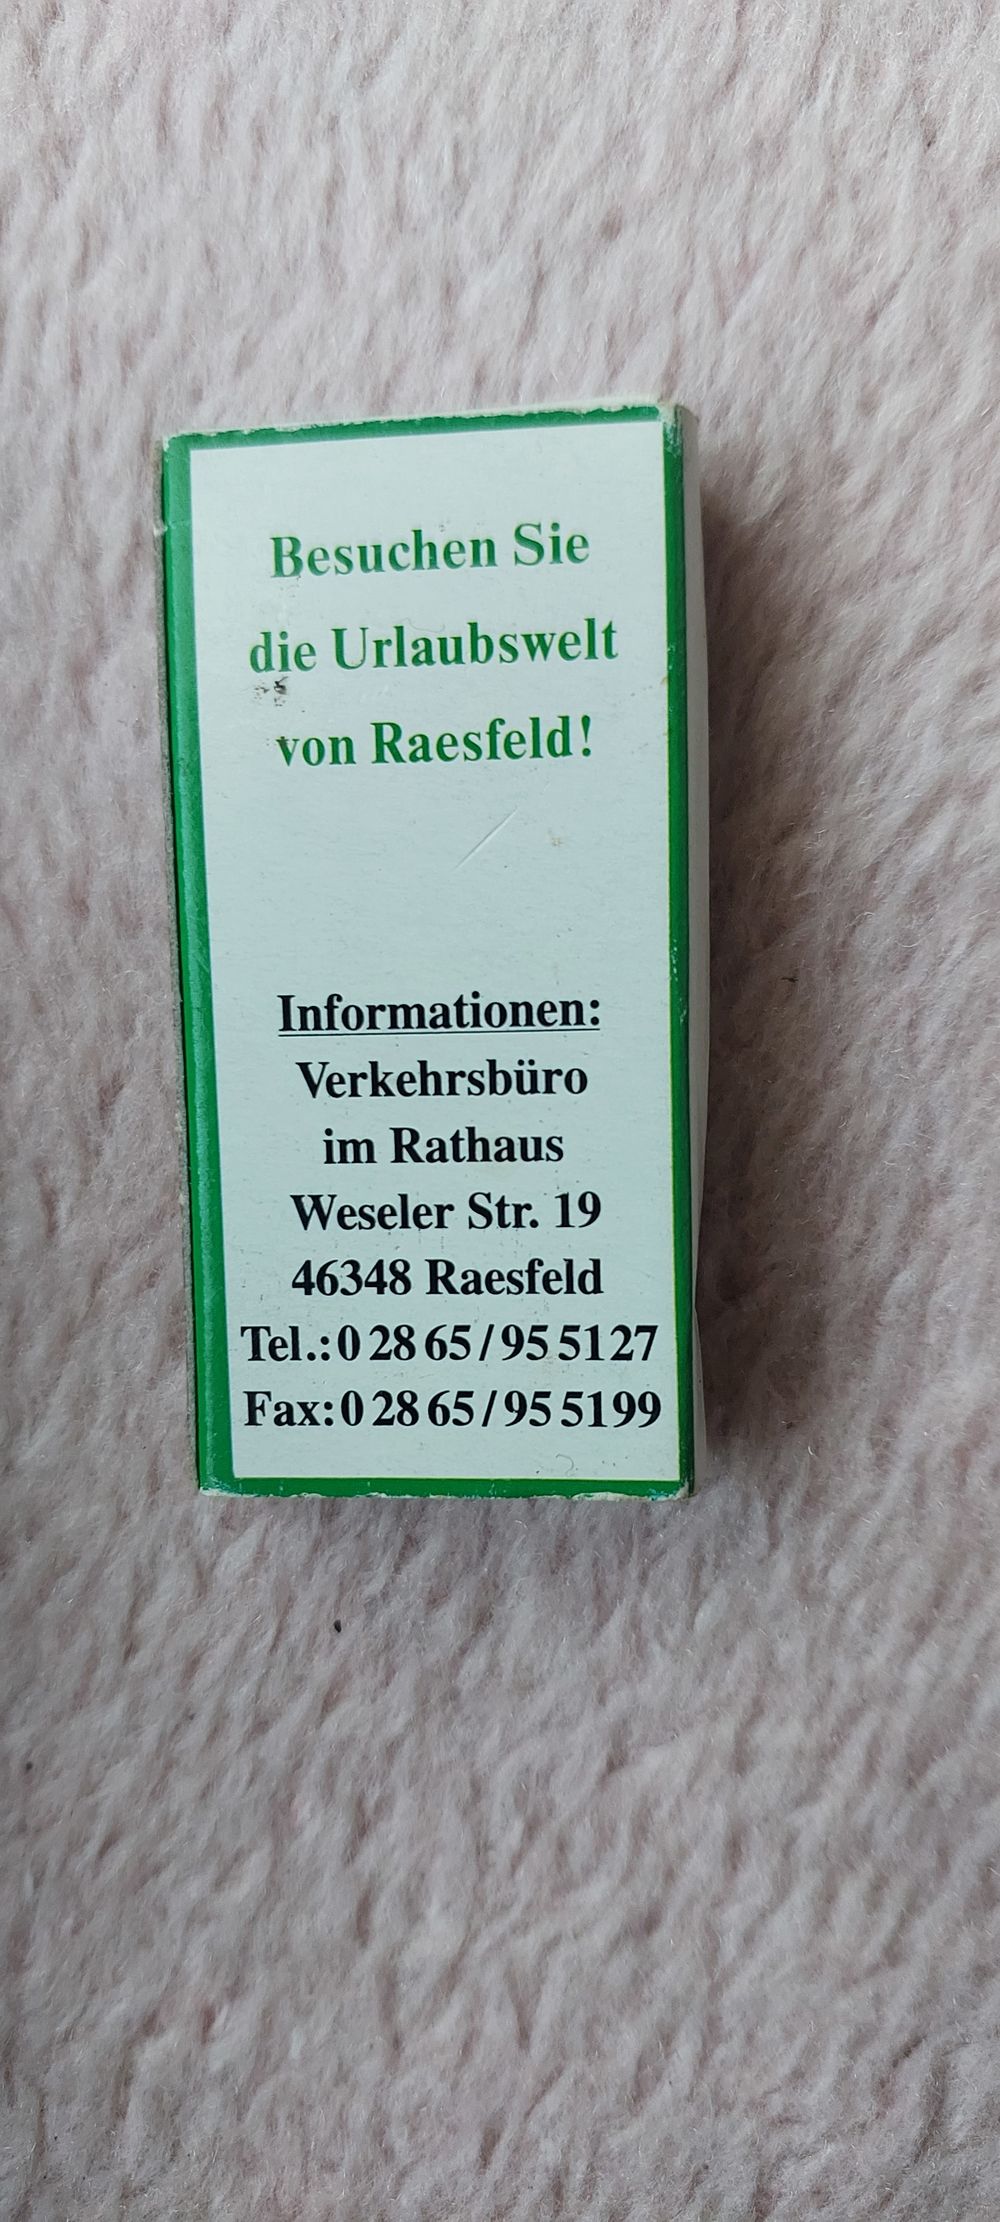 Besuchen Sie
die Urlaubswelt
von Raesfeld!
Informationen:
Verkehrsbüro
im Rathaus
Weseler Str. 19
46348 Raesfeld
Tel.: 0 28 65 / 95 51 27
Fax: 0 28 65 / 95 51 99